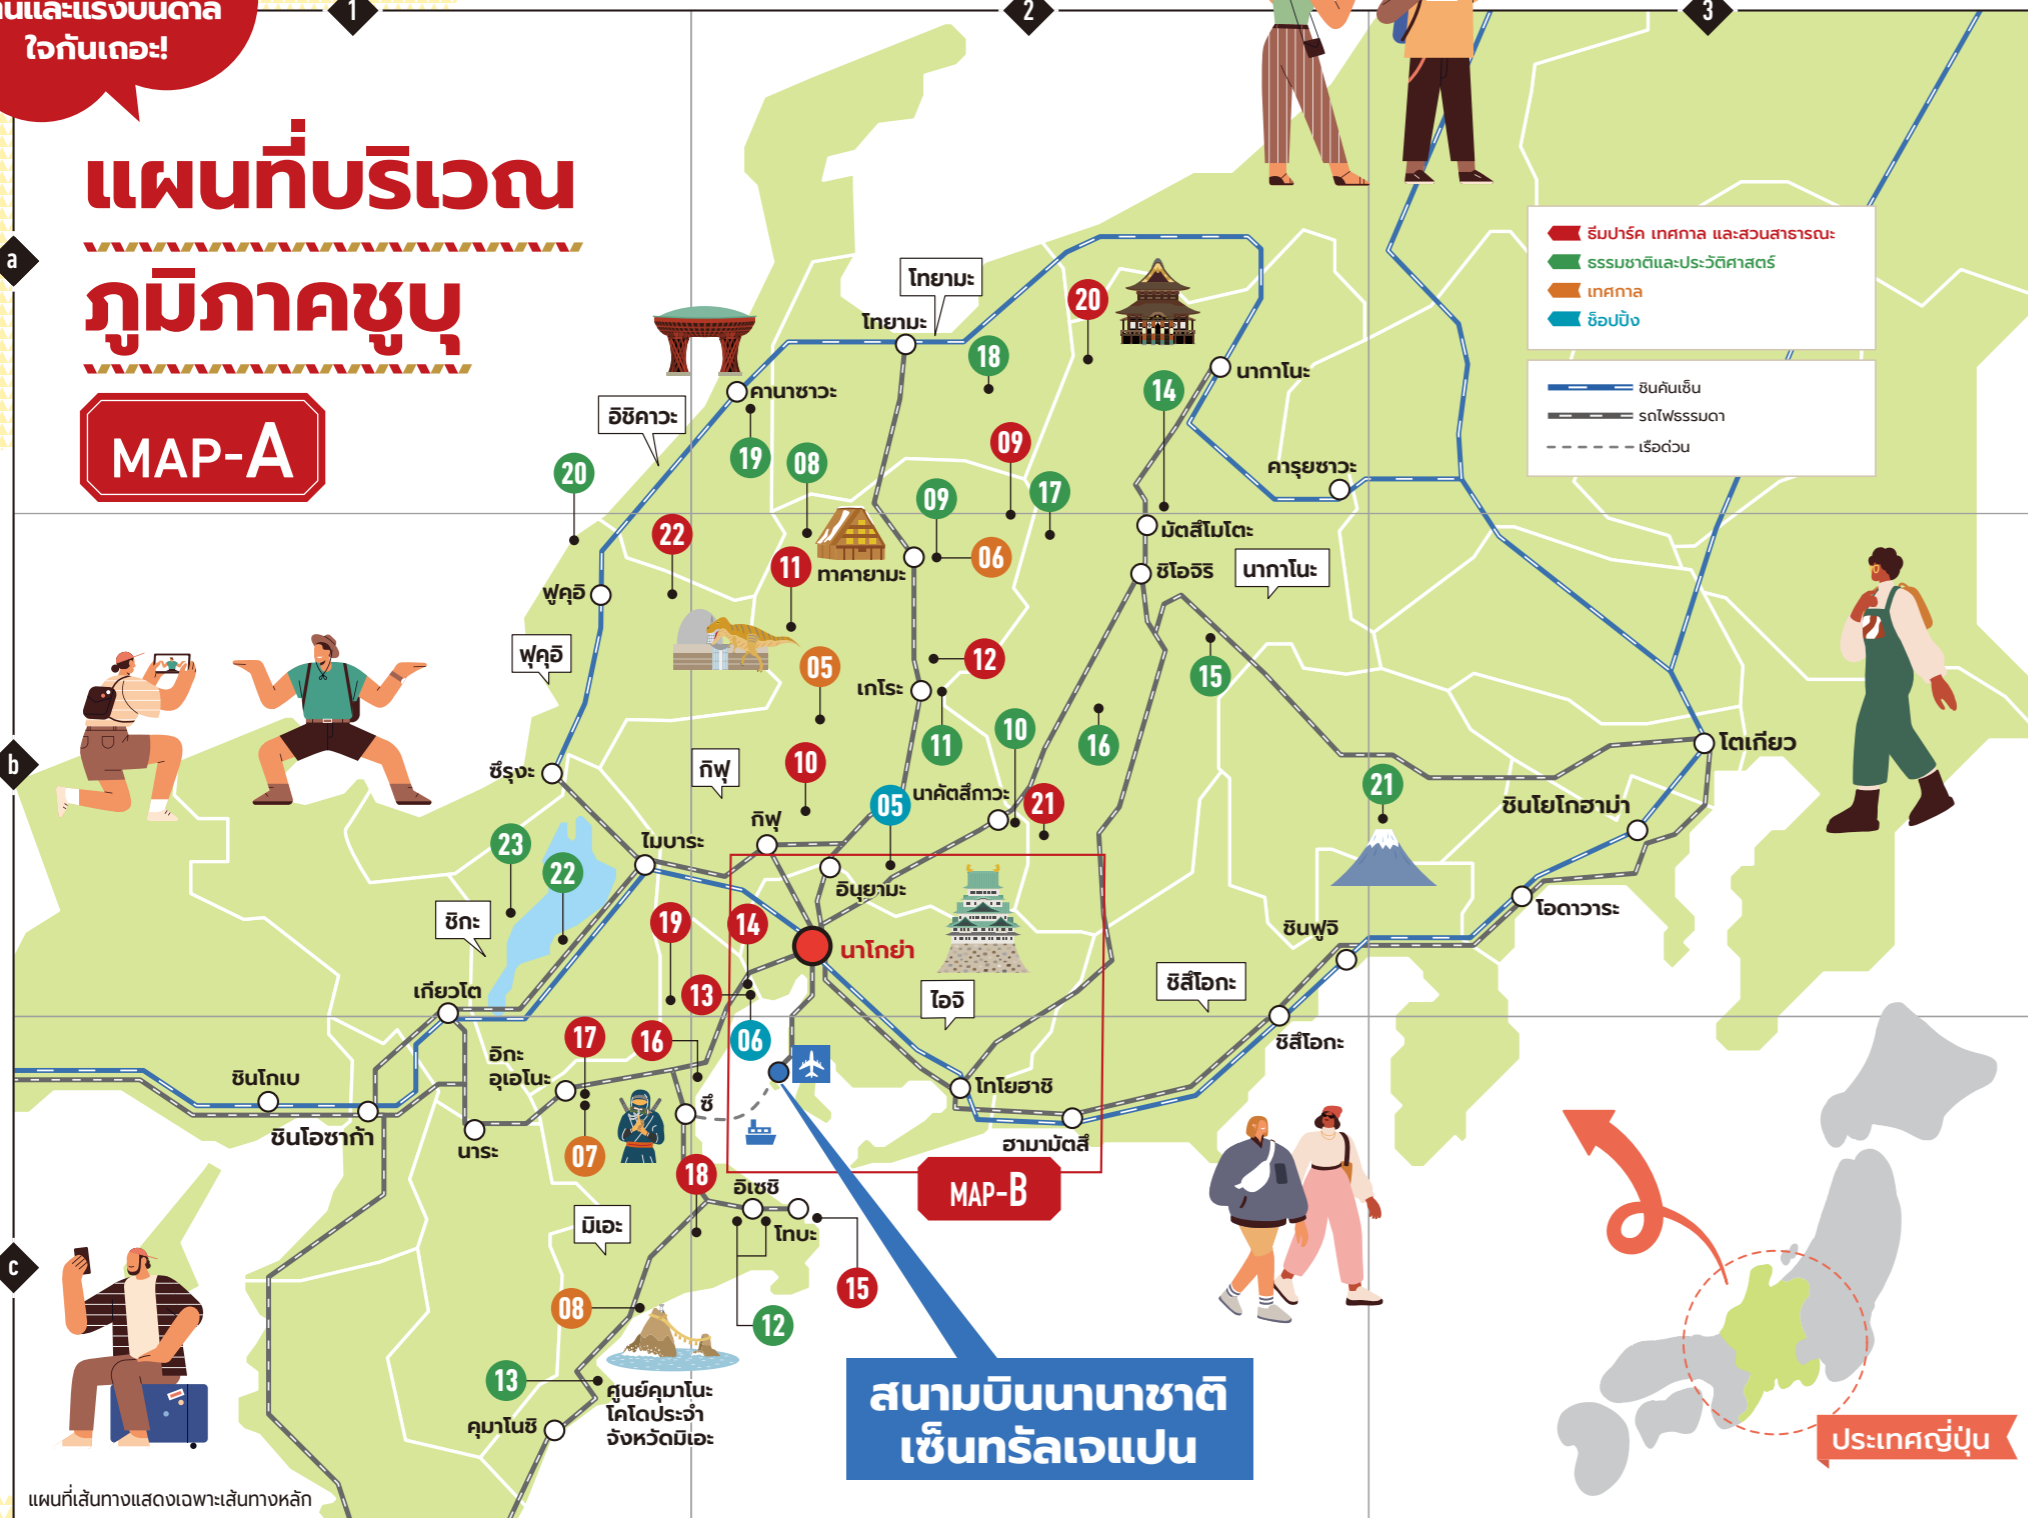 ใจกันเถอะ!
1
2
3
a
b
c
แผนที่บริเวณ
ภูมิภาคชูบุ
MAP-A
ธีมปาร์ค เทศกาล และสวนสาธารณะ
ธรรมชาติและประวัติศาสตร์
เทศกาล
ช็อปปิ้ง
ชินคันเซ็น
รถไฟธรรมดา
เรือด่วน
โทยามะ
โทยามะ
20
18
นากาโนะ
14
คานาซาวะ
อิชิคาวะ
19
08
20
09
09
17
คารุยซาวะ
22
11
ทาคายามะ
06
มัตสึโมโตะ
ชิโอจิริ
นากาโนะ
ฟูคุอิ
ฟุคุอิ
05
12
เกโระ
15
11
10
16
ซึรุงะ
กิฟุ
10
โตเกียว
05
นาคัตสึกาวะ
21
21
ชินโยโกฮาม่า
กิฟุ
ไมบาระ
23
22
อินุยามะ
โอดาวาระ
ชิกะ
19
14
นาโกย่า
ชินฟูจิ
เกียวโต
13
ไอจิ
ชิสึโอกะ
17
16
06
ชิสึโอกะ
อิกะ
อุเอโนะ
ชินโกเบ
ซึ
โทโยฮาชิ
ชินโอซาก้า
นาระ
07
ฮามามัตสึ
18
อิเซชิ
MAP-B
มิเอะ
โทบะ
15
08
12
13
ศูนย์คุมาโนะ
โคโดประจำ
จังหวัดมิเอะ
คุมาโนชิ
สนามบินนานาชาติ
เซ็นทรัลเจแปน
ประเทศญี่ปุ่น
แผนที่เส้นทางแสดงเฉพาะเส้นทางหลัก